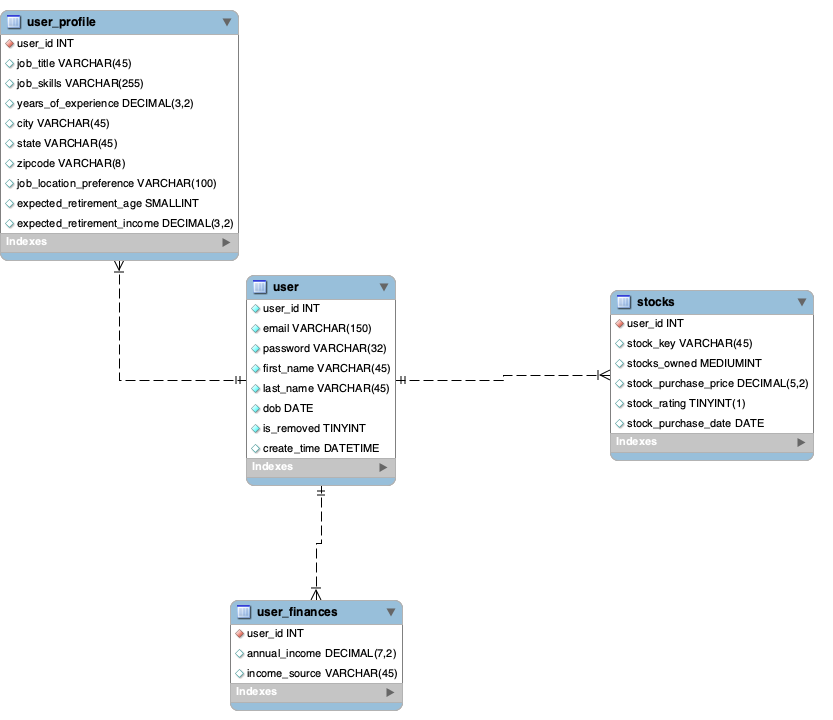 user_profile
user_id INT
job_title VARCHAR(45)
job_skills VARCHAR(255)
years_of_experience DECIMAL(3,2)
city VARCHAR(45)
state VARCHAR(45)
zipcode VARCHAR(8)
job_location_preference VARCHAR(100)
expected_retirement_age SMALLINT
expected_retirement_income DECIMAL(3,2)
Indexes
user
user_id INT
email VARCHAR(150)
password VARCHAR(32)
first_name VARCHAR(45)
last_name VARCHAR(45)
dob DATE
is_removed TINYINT
create_time DATETIME
Indexes
stocks
user_id INT
stock_key VARCHAR(45)
stocks_owned MEDIUMINT
stock_purchase_price DECIMAL(5,2)
stock_rating TINYINT(1)
stock_purchase_date DATE
Indexes
user_finances
user_id INT
annual_income DECIMAL(7,2)
income_source VARCHAR(45)
Indexes